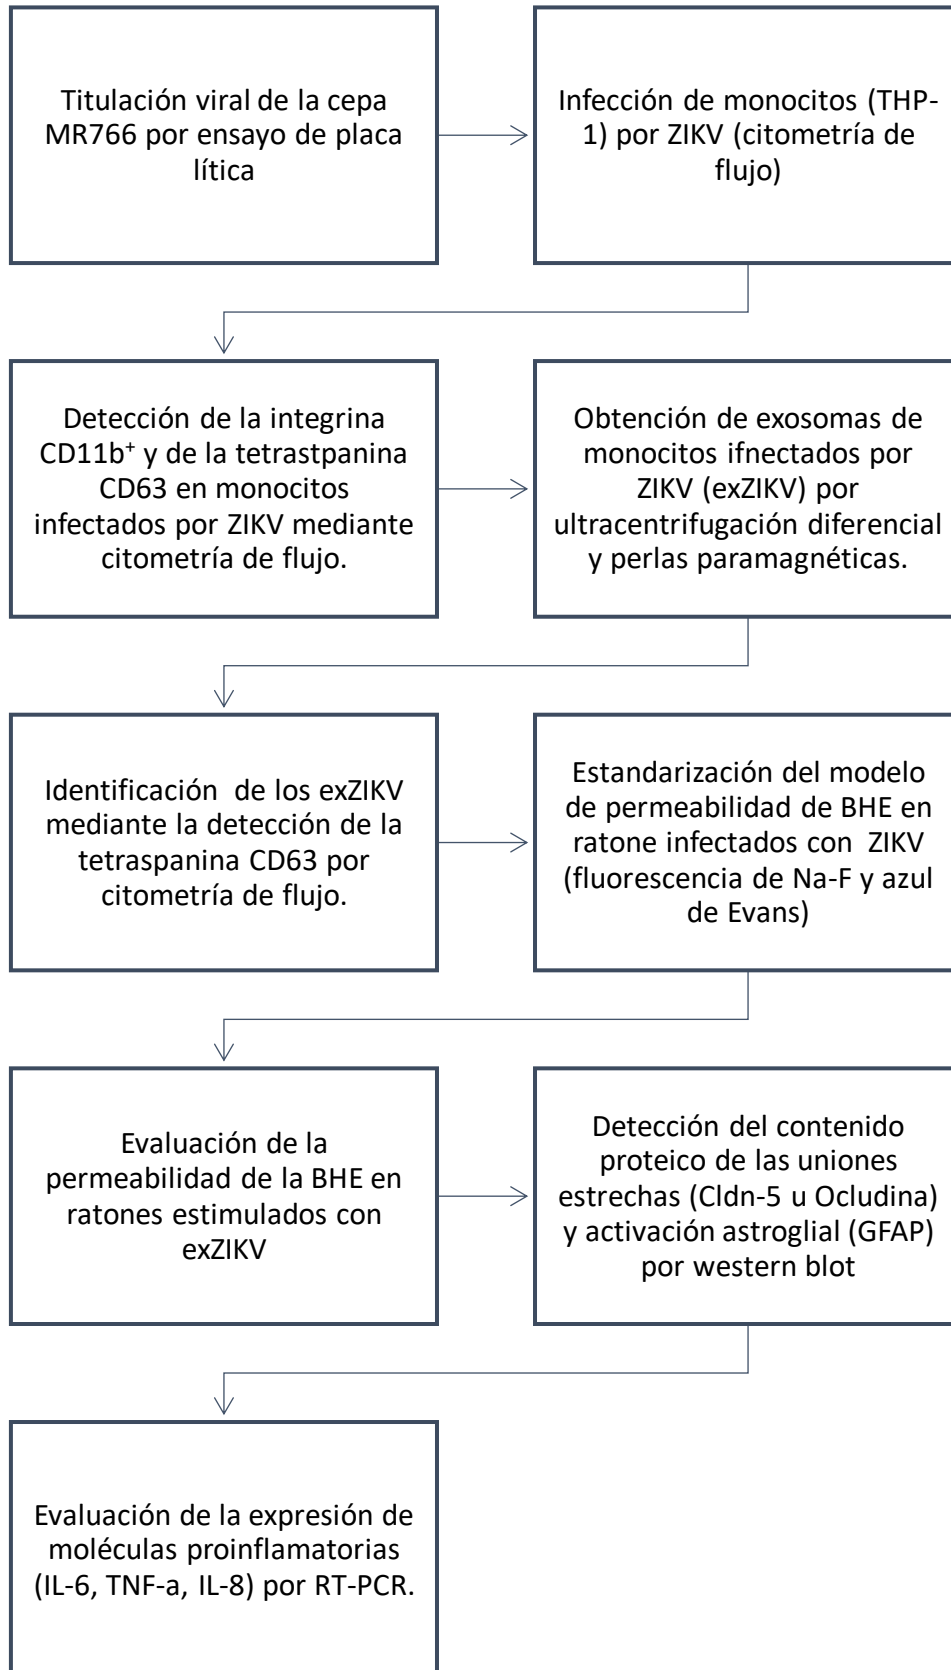 Titulación viral de la cepa
MR766 por ensayo de placa
lítica
Infección de monocitos (THP-
1) por ZIKV (citometría de
flujo)
Detección de la integrina
CD11b⁺ y de la tetrastpanina
CD63 en monocitos
infectados por ZIKV mediante
citometría de flujo.
Obtención de exosomas de
monocitos ifnectados por
ZIKV (exZIKV) por
ultracentrifugación diferencial
y perlas paramagnéticas.
Identificación de los exZIKV
mediante la detección de la
tetraspanina CD63 por
citometría de flujo.
Estandarización del modelo
de permeabilidad de BHE en
ratone infectados con ZIKV
(fluorescencia de Na-F y azul
de Evans)
Evaluación de la
permeabilidad de la BHE en
ratones estimulados con
exZIKV
Detección del contenido
proteico de las uniones
estrechas (Cldn-5 u Ocludina)
y activación astroglial (GFAP)
por western blot
Evaluación de la expresión de
moléculas proinflamatorias
(IL-6, TNF-a, IL-8) por RT-PCR.